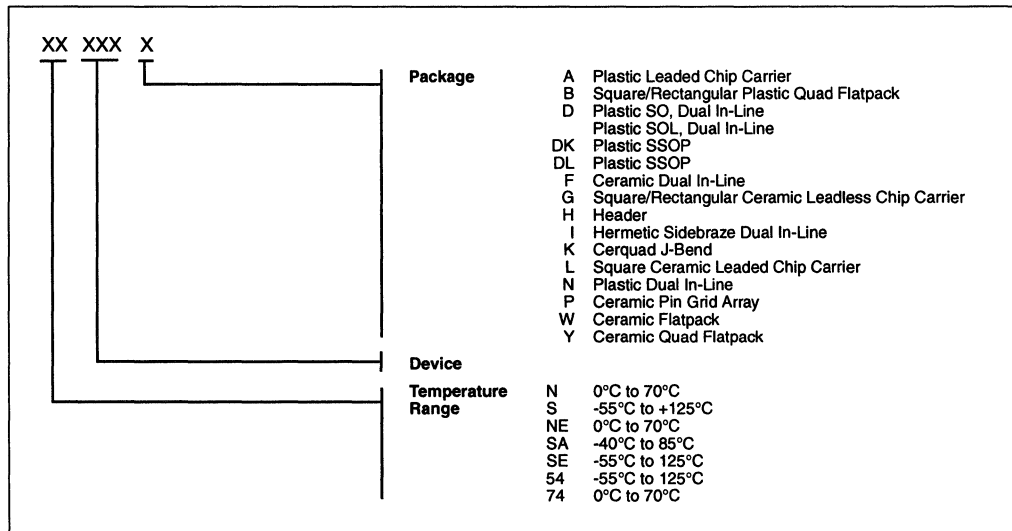 XX XXX X
Package A Plastic Leaded Chip Carrier
B Square/Rectangular Plastic Quad Flatpack
D Plastic SO, Dual In-Line
Plastic SOL, Dual In-Line
DK Plastic SSOP
DL Plastic SSOP
F Ceramic Dual In-Line
G Square/Rectangular Ceramic Leadless Chip Carrier
H Header
I Hermetic Sidebraze Dual In-Line
K Cerquad J-Bend
L Square Ceramic Leaded Chip Carrier
N Plastic Dual In-Line
P Ceramic Pin Grid Array
W Ceramic Flatpack
Y Ceramic Quad Flatpack
Device
Temperature N 0°C to 70°C
Range S -55°C to +125°C
NE 0°C to 70°C
SA -40°C to 85°C
SE -55°C to 125°C
54 -55°C to 125°C
74 0°C to 70°C